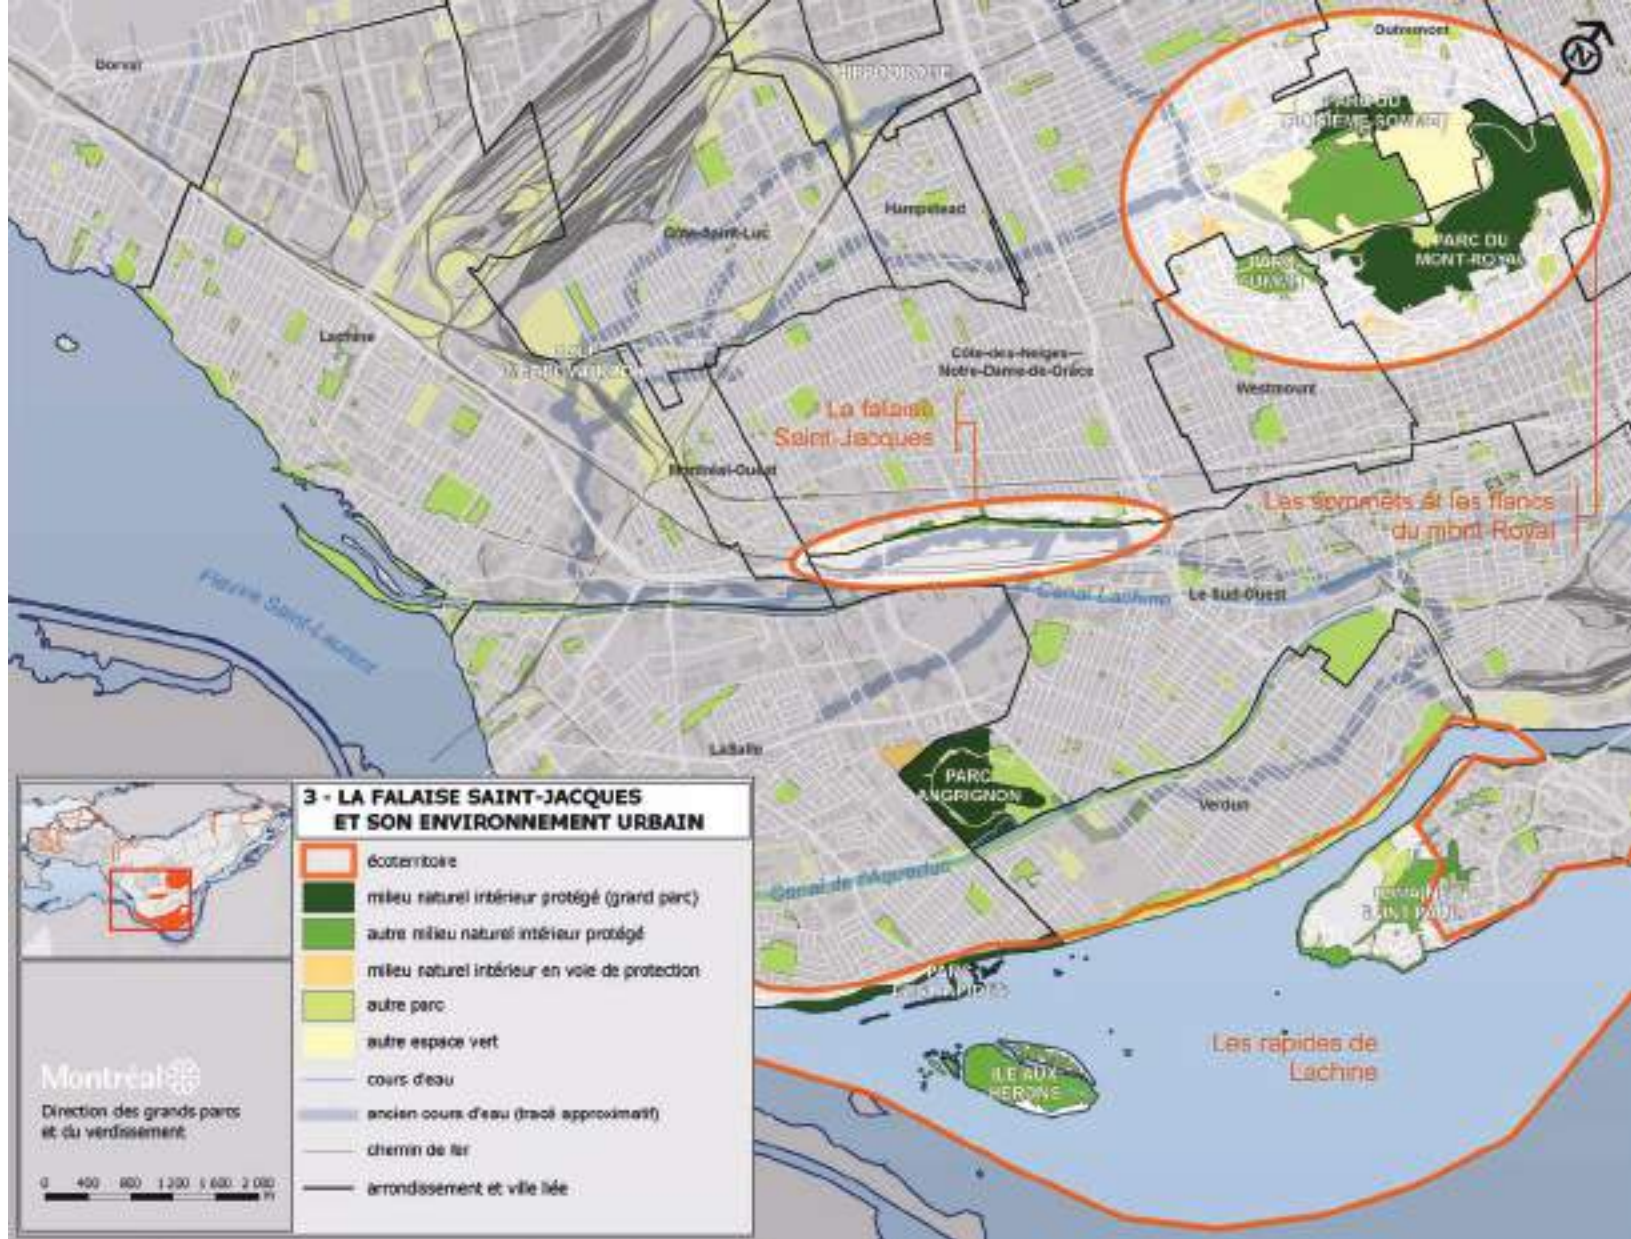 Dorval
HIPPODROME
Outremont
N
PARC DU
MONT-ROYAL
Hampstead
Côte-Saint-Luc
Lachine
Côte-des-Neiges—
Notre-Dame-de-Grâce
Westmount
La falaise
Saint-Jacques
Montréal-Ouest
Les sommets et les flancs
du mont Royal
Fleuve Saint-Laurent
Canal Lachine
Le Sud-Ouest
LaSalle
PARC
ANGRIGNON
Verdun
Canal de l'Aqueduc
ILE AUX
HÉRONS
Les rapides de
Lachine
3 - LA FALAISE SAINT-JACQUES
ET SON ENVIRONNEMENT URBAIN
écoterritoire
milieu naturel intérieur protégé (grand parc)
autre milieu naturel intérieur protégé
milieu naturel intérieur en voie de protection
autre parc
autre espace vert
cours d'eau
ancien cours d'eau (tracé approximatif)
chemin de fer
arrondissement et ville liée
Montréal
Direction des grands parcs
et du verdissement
0 400 800 1 200 1 600 2 000
m